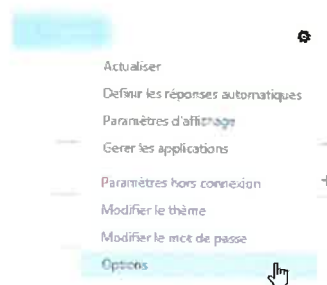 Actualiser
Définir les réponses automatiques
Paramètres d'affichage
Gérer les applications
Paramètres hors connexion
Modifier le thème
Modifier le mot de passe
Options